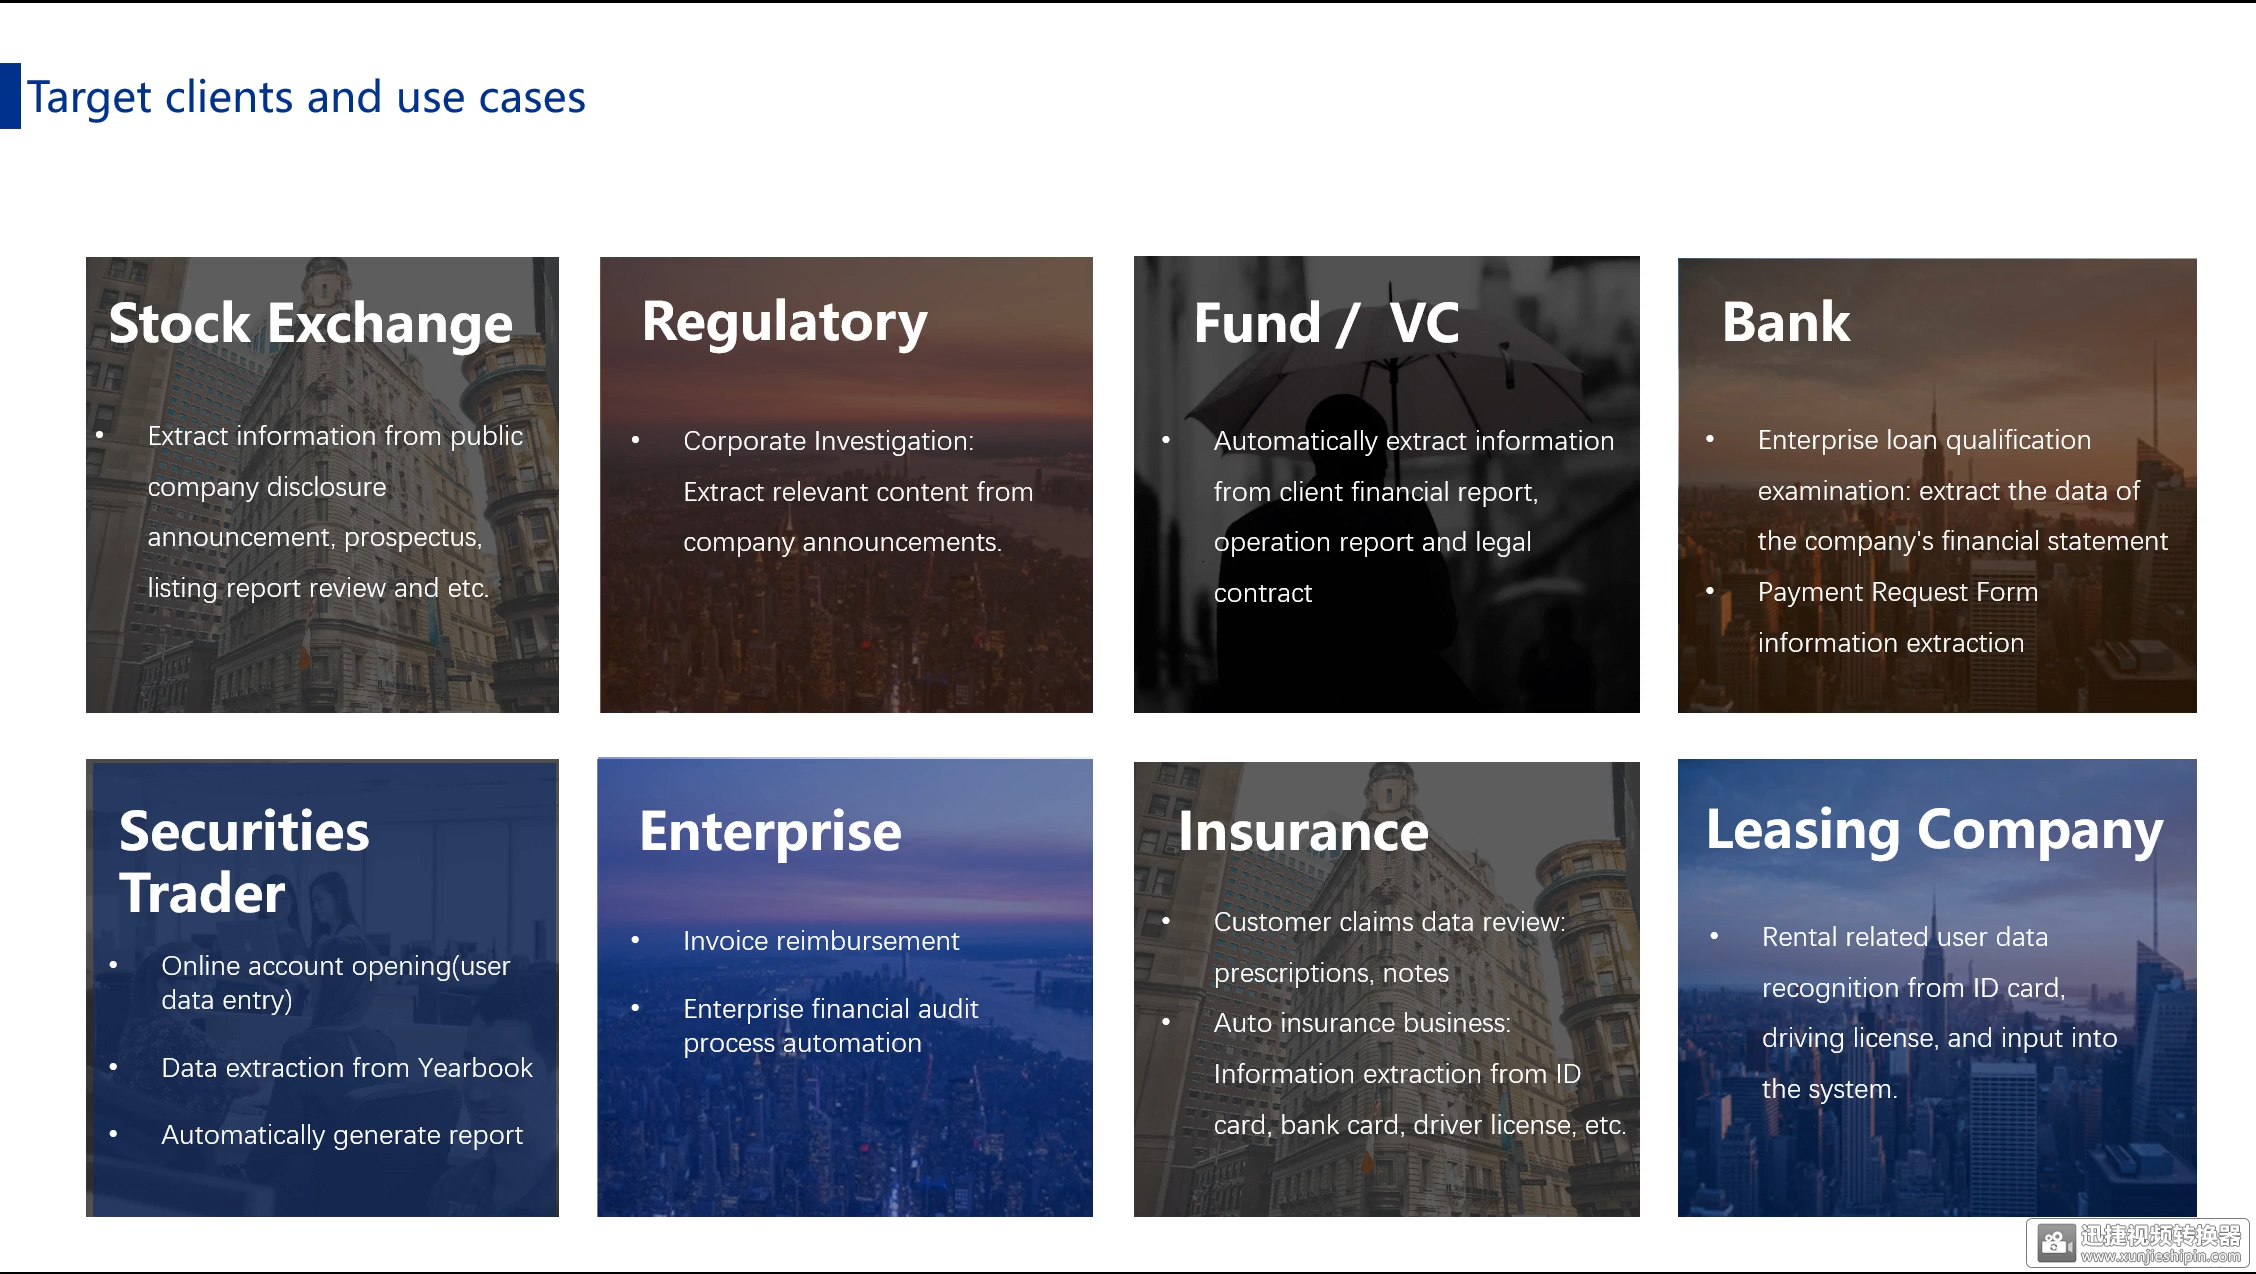 Target clients and use cases
Stock Exchange
• Extract information from public
company disclosure
announcement, prospectus,
listing report review and etc.
Regulatory
• Corporate Investigation:
Extract relevant content from
company announcements.
Fund / VC
• Automatically extract information
from client financial report,
operation report and legal
contract
Bank
• Enterprise loan qualification
examination: extract the data of
the company's financial statement
• Payment Request Form
information extraction
Securities
Trader
• Online account opening(user
data entry)
• Data extraction from Yearbook
• Automatically generate report
Enterprise
• Invoice reimbursement
• Enterprise financial audit
process automation
Insurance
• Customer claims data review:
prescriptions, notes
• Auto insurance business:
Information extraction from ID
card, bank card, driver license, etc.
Leasing Company
• Rental related user data
recognition from ID card,
driving license, and input into
the system.
迅捷视频转换器
www.xunjieshipin.com